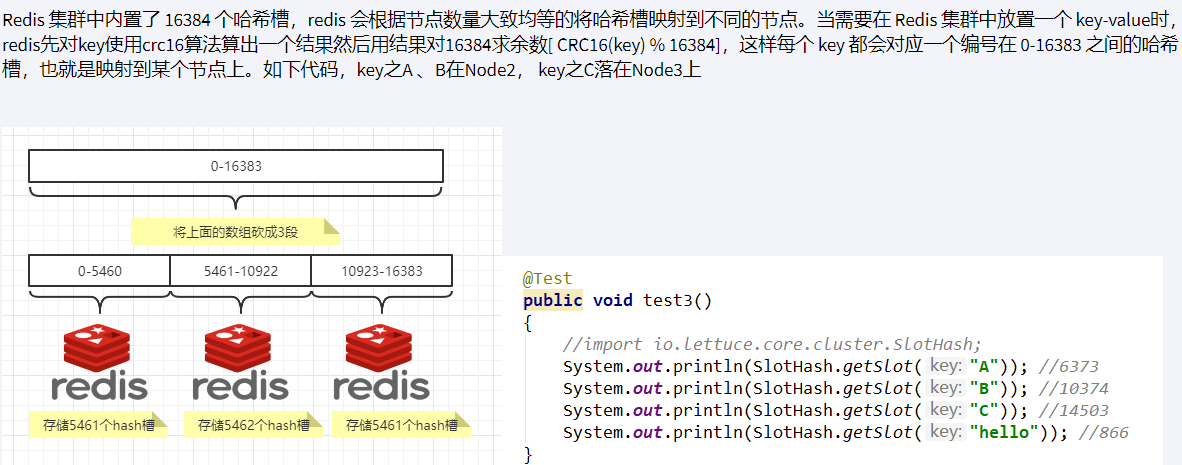 Redis 集群中内置了 16384 个哈希槽，redis 会根据节点数量大致均等的将哈希槽映射到不同的节点。当需要在 Redis 集群中放置一个 key-value时，
redis先对key使用crc16算法算出一个结果然后用结果对16384求余数[ CRC16(key) % 16384]，这样每个 key 都会对应一个编号在 0-16383 之间的哈希
槽，也就是映射到某个节点上。如下代码，key之A 、B在Node2， key之C落在Node3上
0-16383
将上面的数组砍成3段
0-5460
5461-10922
10923-16383
redis
redis
redis
存储5461个hash槽
存储5462个hash槽
存储5461个hash槽
@Test
public void test3()
{
//import io.lettuce.core.cluster.SlotHash;
System.out.println(SlotHash.getSlot( key: "A")); //6373
System.out.println(SlotHash.getSlot( key: "B")); //10374
System.out.println(SlotHash.getSlot( key: "C")); //14503
System.out.println(SlotHash.getSlot( key: "hello")); //866
}